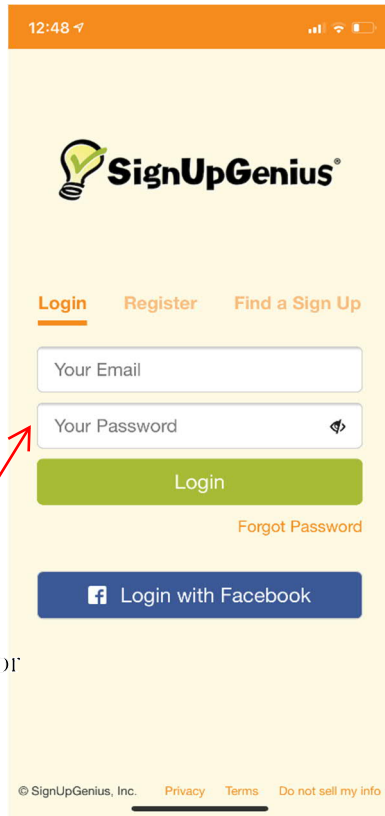 12:48
SignUpGenius®
Login Register Find a Sign Up
Your Email
Your Password
Login
Forgot Password
Login with Facebook
or
© SignUpGenius, Inc. Privacy Terms Do not sell my info